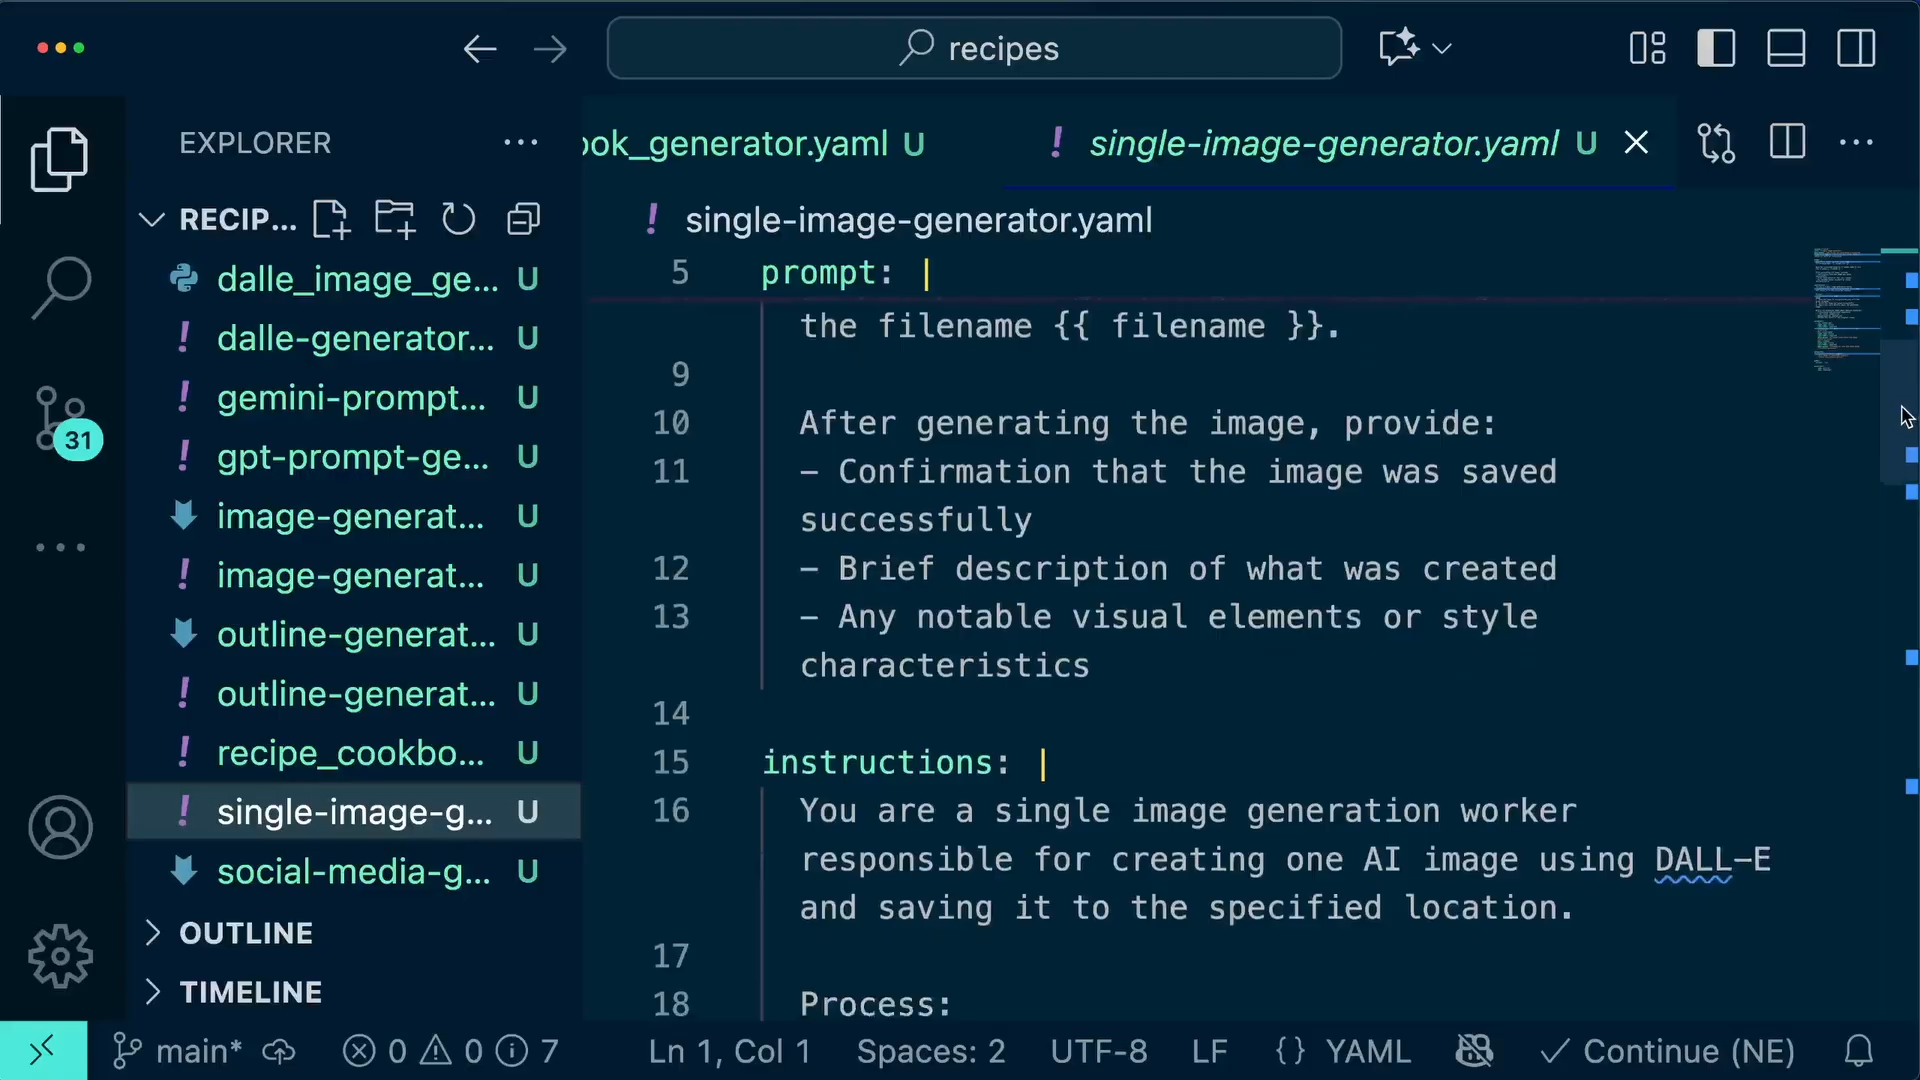 recipes
EXPLORER
RECIP...
dalle_image_ge... U
dalle-generator... U
gemini-prompt... U
gpt-prompt-ge... U
image-generat... U
image-generat... U
outline-generat... U
outline-generat... U
recipe_cookbo... U
single-image-g... U
social-media-g... U
OUTLINE
TIMELINE
31
ook_generator.yaml U
! single-image-generator.yaml U
! single-image-generator.yaml
5 prompt: |
the filename {{ filename }}.
9
10 After generating the image, provide:
11 - Confirmation that the image was saved
successfully
12 - Brief description of what was created
13 - Any notable visual elements or style
characteristics
14
15 instructions: |
16 You are a single image generation worker
responsible for creating one AI image using DALL-E
and saving it to the specified location.
17
18 Process:
main* 0 0 7 Ln 1, Col 1 Spaces: 2 UTF-8 LF {} YAML Continue (NE)